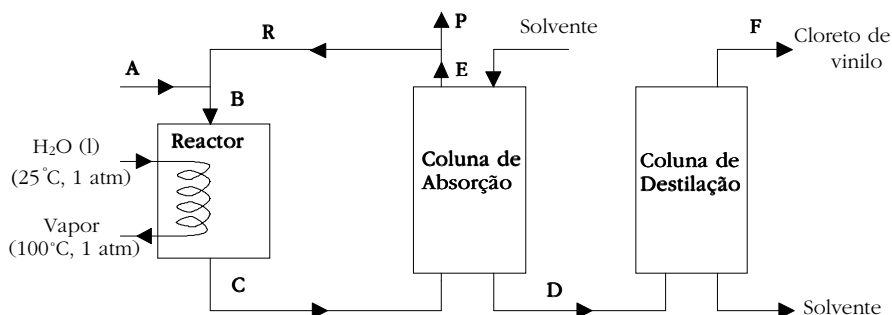 P
R
Solvente
F
Cloreto de
vinilo
A
E
B
Reactor
H₂O (l)
(25°C, 1 atm)
Coluna de
Absorção
Coluna de
Destilação
Vapor
(100°C, 1 atm)
C
D
Solvente